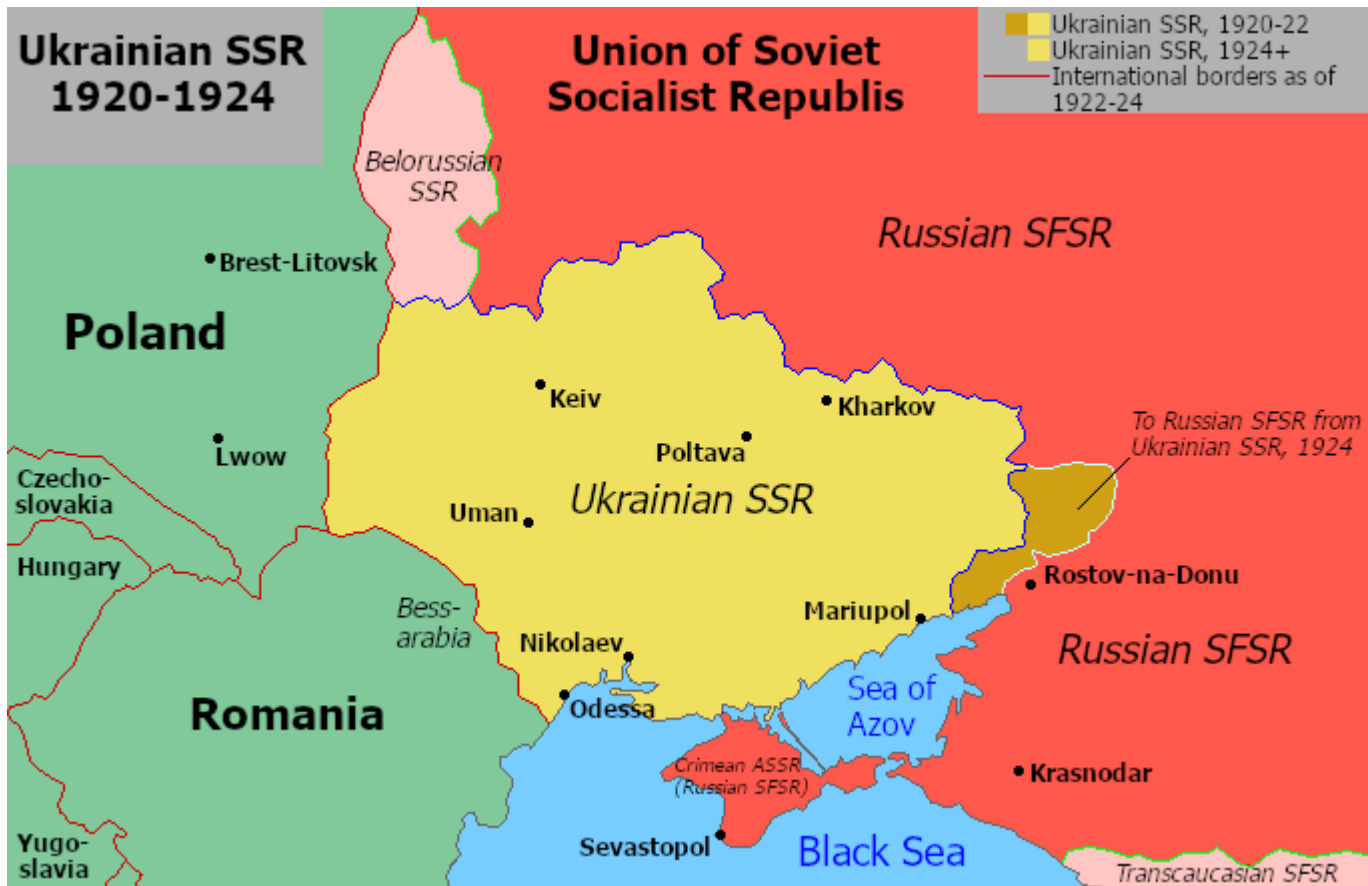 Ukrainian SSR
1920-1924
Union of Soviet
Socialist Republis
Ukrainian SSR, 1920-22
Ukrainian SSR, 1924+
International borders as of
1922-24
Belorussian
SSR
Russian SFSR
Brest-Litovsk
Poland
Keiv
Kharkov
To Russian SFSR from
Ukrainian SSR, 1924
Lwow
Poltava
Czecho-
slovakia
Ukrainian SSR
Uman
Hungary
Rostov-na-Donu
Bess-
arabia
Mariupol
Nikolaev
Russian SFSR
Sea of
Azov
Romania
Odessa
Crimean ASSR
(Russian SFSR)
Krasnodar
Sevastopol
Black Sea
Yugo-
slavia
Transcaucasian SFSR